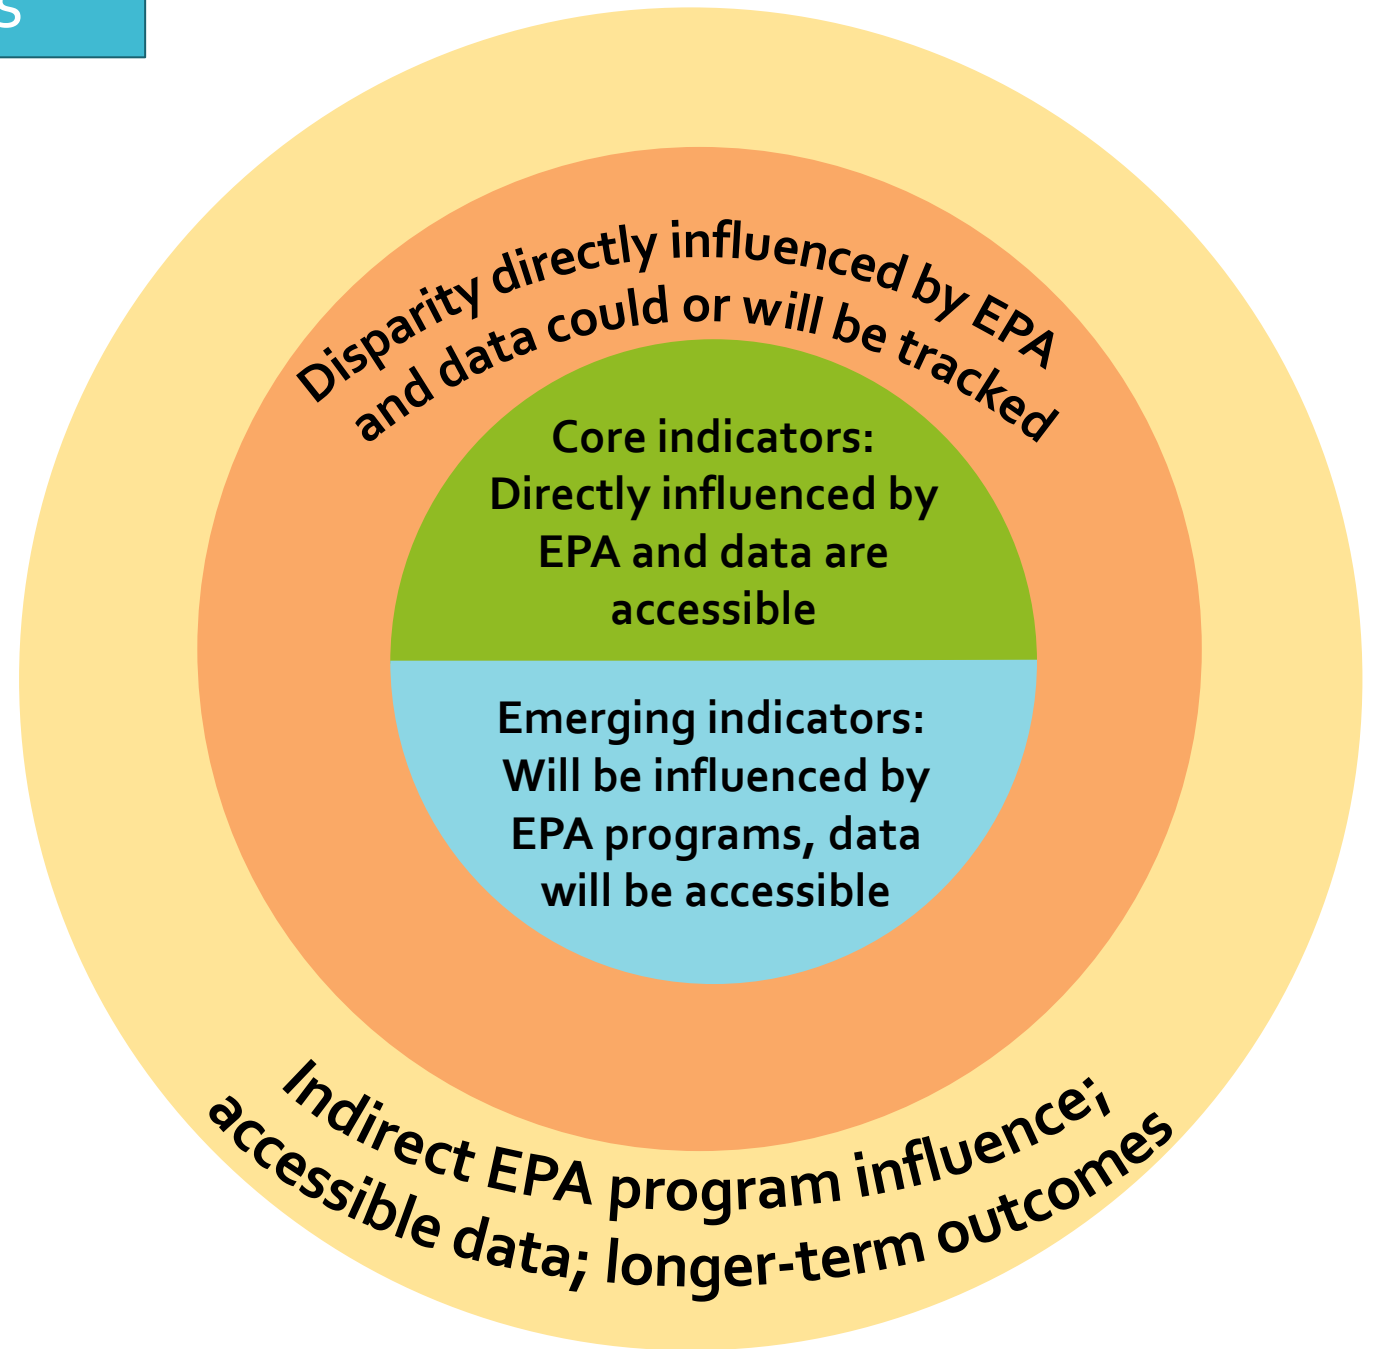 s
Disparity directly influenced by EPA
and data could or will be tracked
Core indicators:
Directly influenced by
EPA and data are
accessible
Emerging indicators:
Will be influenced by
EPA programs, data
will be accessible
Indirect EPA program influence;
accessible data; longer-term outcomes